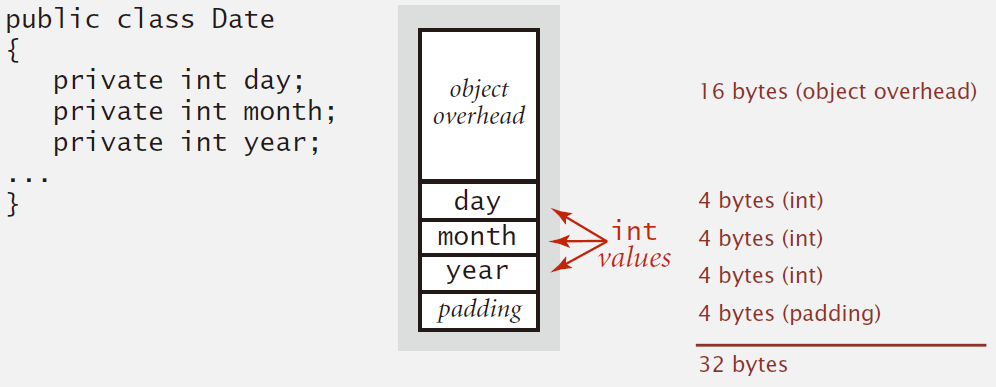 public class Date
{
private int day;
private int month;
private int year;
...
}
object
overhead
day
month
year
padding
int
values
16 bytes (object overhead)
4 bytes (int)
4 bytes (int)
4 bytes (int)
4 bytes (padding)
32 bytes